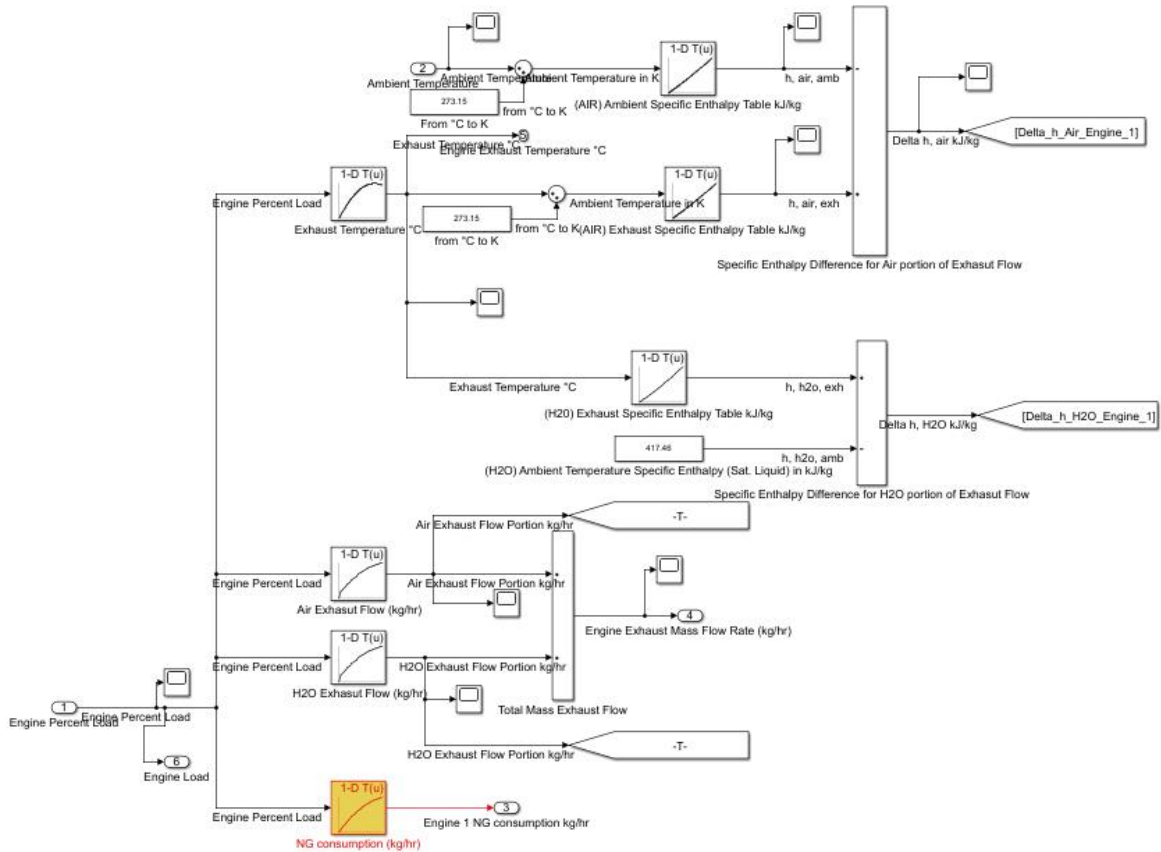 1-D T(u)
2
Ambient Temperature
Ambient Temperature
Ambient Temperature in K
h, air, amb
-
273.15
from °C to K
From °C to K
(AIR) Ambient Specific Enthalpy Table kJ/kg
5
Exhaust Temperature °C
Engine Exhaust Temperature °C
Delta h, air kJ/kg
[Delta_h_Air_Engine_1]
1-D T(u)
1-D T(u)
Engine Percent Load
Exhaust Temperature °C
273.15
from °C to K
from °C to K
Ambient Temperature in K
(AIR) Exhaust Specific Enthalpy Table kJ/kg
h, air, exh
+
Specific Enthalpy Difference for Air portion of Exhasut Flow
1-D T(u)
Exhaust Temperature °C
h, h2o, exh
+
(H20) Exhaust Specific Enthalpy Table kJ/kg
Delta h, H2O kJ/kg
[Delta_h_H2O_Engine_1]
417.46
h, h2o, amb
-
(H2O) Ambient Temperature Specific Enthalpy (Sat. Liquid) in kJ/kg
Specific Enthalpy Difference for H2O portion of Exhasut Flow
Air Exhaust Flow Portion kg/hr
-T-
1-D T(u)
Engine Percent Load
Air Exhaust Flow Portion kg/hr
+
Air Exhasut Flow (kg/hr)
4
Engine Exhaust Mass Flow Rate (kg/hr)
1-D T(u)
Engine Percent Load
H2O Exhaust Flow Portion kg/hr
+
H2O Exhasut Flow (kg/hr)
Total Mass Exhaust Flow
1
Engine Percent Load
Engine Percent Load
H2O Exhaust Flow Portion kg/hr
-T-
6
Engine Load
1-D T(u)
Engine Percent Load
3
Engine 1 NG consumption kg/hr
NG consumption (kg/hr)